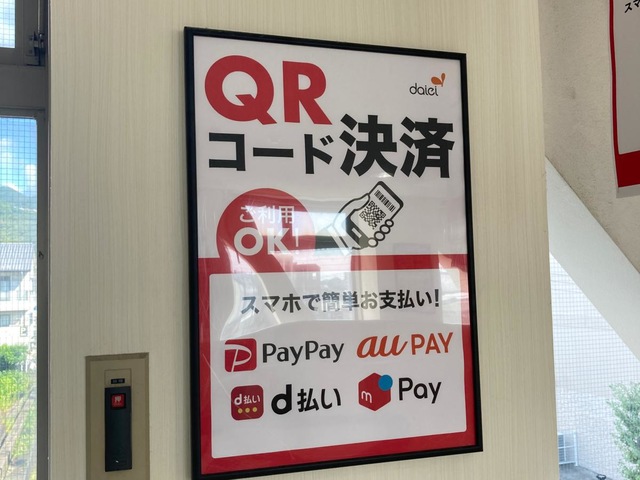 QR
daiei
コード決済
ご利用
OK!
スマホで簡単お支払い!
PayPay
au PAY
d払い
d払い
m Pay